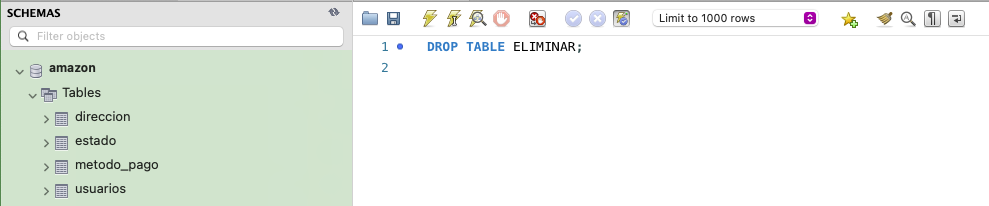 SCHEMAS
Filter objects
amazon
Tables
direccion
estado
metodo_pago
usuarios
Limit to 1000 rows
1 DROP TABLE ELIMINAR;
2